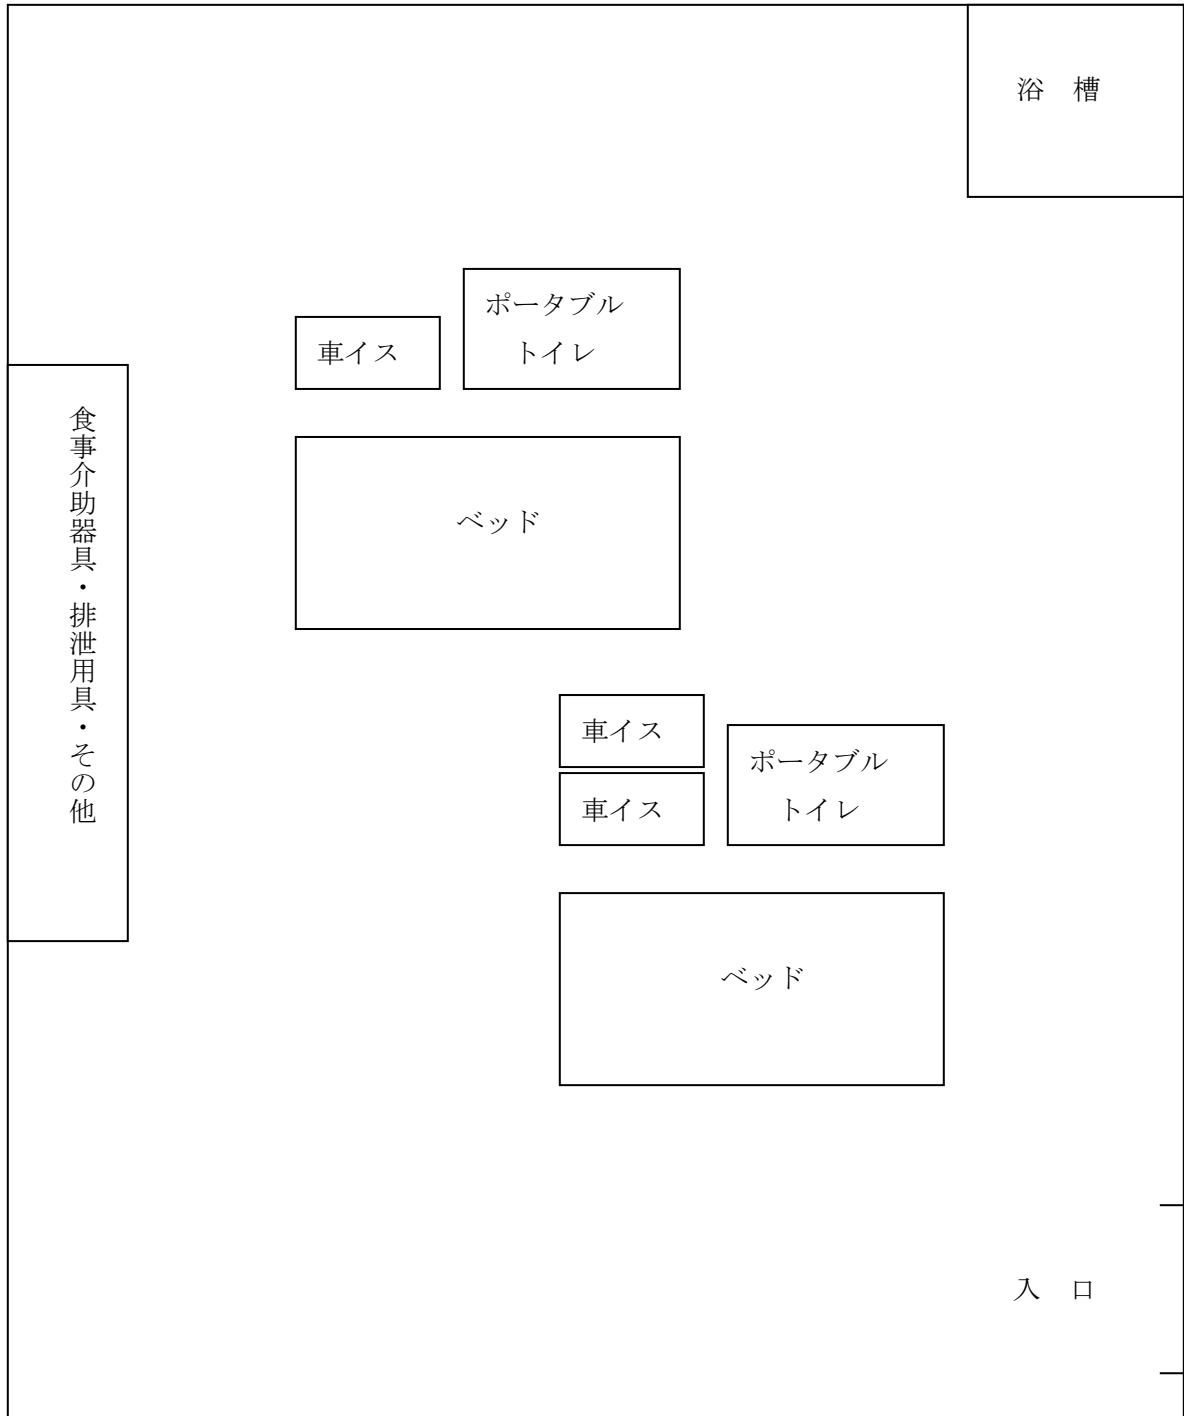 浴　槽
ポータブル
トイレ
車イス
食事介助器具・排泄用具・その他
ベッド
車イス
ポータブル
トイレ
車イス
ベッド
入　口